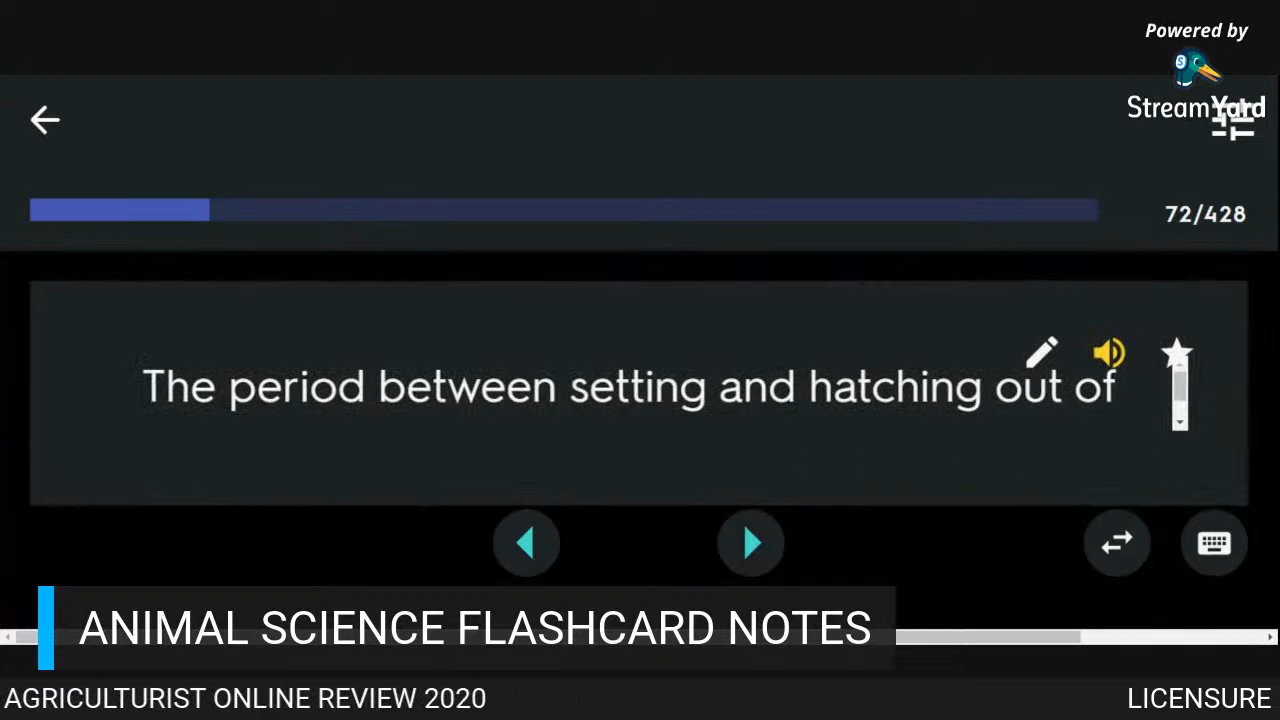 Powered by
StreamYard
72/428
The period between setting and hatching out of
ANIMAL SCIENCE FLASHCARD NOTES
AGRICULTURIST ONLINE REVIEW 2020
LICENSURE